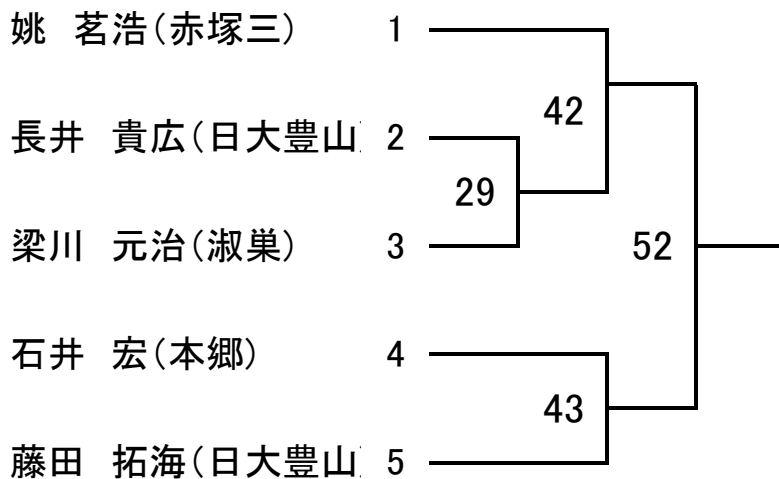 姚　茗浩(赤塚三)　1
42
長井　貴広(日大豊山)　2
29
梁川　元治(淑巣)　3
52
石井　宏(本郷)　4
43
藤田　拓海(日大豊山)　5